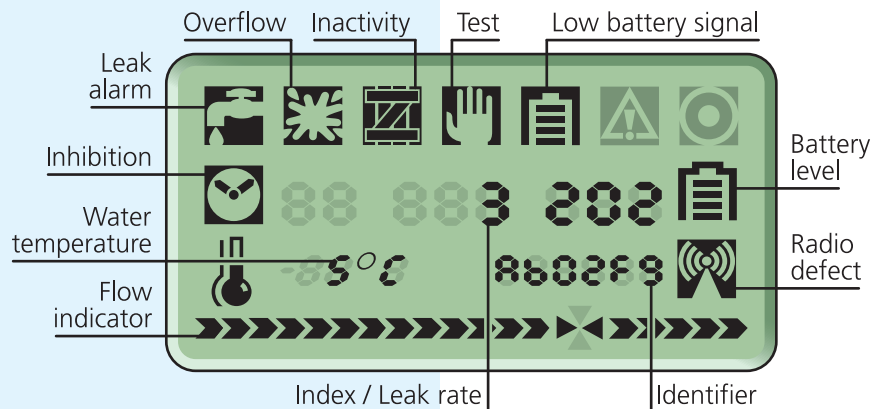 Overflow Inactivity Test Low battery signal
Leak
alarm
Inhibition
Battery
level
3 202
Water
temperature
5°C Ab02F9
Radio
defect
Flow
indicator
Index / Leak rate Identifier